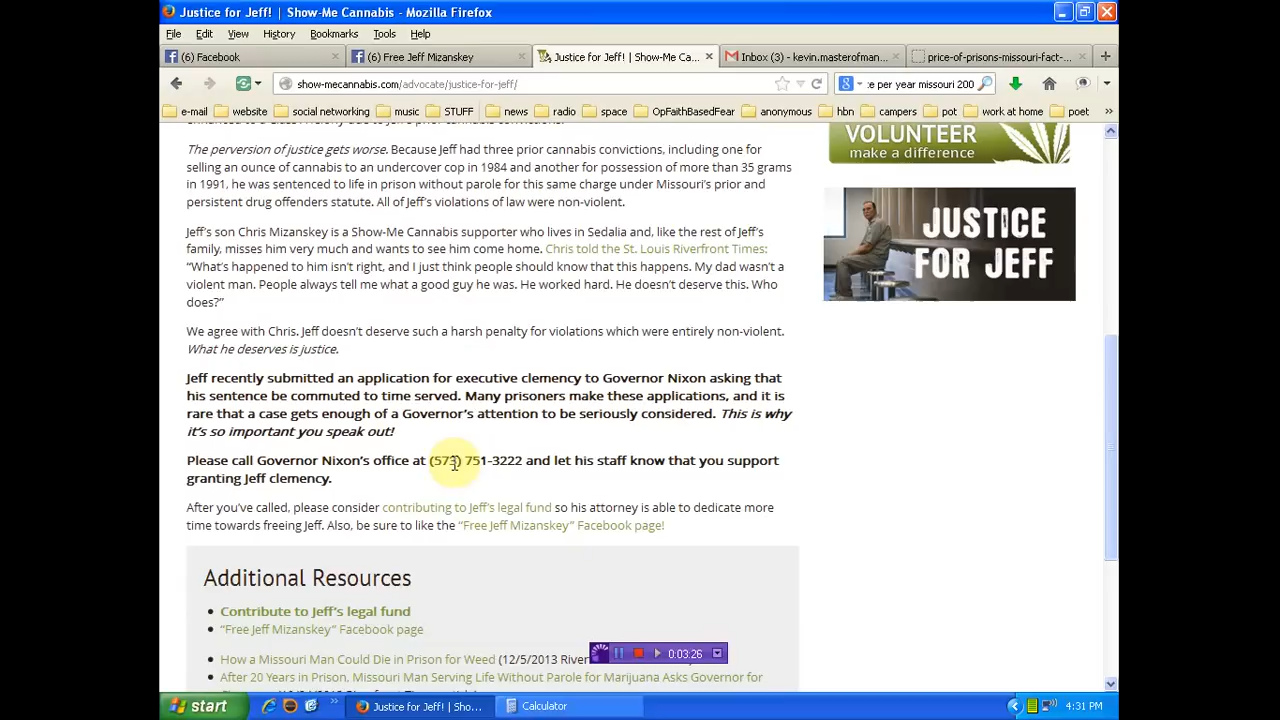 Justice for Jeff! | Show-Me Cannabis - Mozilla Firefox
File Edit View History Bookmarks Tools Help
(6) Facebook × (6) Free Jeff Mizanskey × Justice for Jeff! | Show-Me Ca... × Inbox (3) - kevin.masterofman... × price-of-prisons-missouri-fact-... × +
show-mecannabis.com/advocate/justice-for-jeff/ e per year missouri 200
e-mail website social networking music STUFF news radio space OpFaithBasedFear anonymous hbn campers pot work at home poet
The perversion of justice gets worse. Because Jeff had three prior cannabis convictions, including one for
selling an ounce of cannabis to an undercover cop in 1984 and another for possession of more than 35 grams
in 1991, he was sentenced to life in prison without parole for this same charge under Missouri's prior and
persistent drug offenders statute. All of Jeff's violations of law were non-violent.
Jeff's son Chris Mizanskey is a Show-Me Cannabis supporter who lives in Sedalia and, like the rest of Jeff's
family, misses him very much and wants to see him come home. Chris told the St. Louis Riverfront Times:
“What's happened to him isn't right, and I just think people should know that this happens. My dad wasn't a
violent man. People always tell me what a good guy he was. He worked hard. He doesn't deserve this. Who
does?”
We agree with Chris. Jeff doesn't deserve such a harsh penalty for violations which were entirely non-violent.
What he deserves is justice.
Jeff recently submitted an application for executive clemency to Governor Nixon asking that
his sentence be commuted to time served. Many prisoners make these applications, and it is
rare that a case gets enough of a Governor's attention to be seriously considered. This is why
it's so important you speak out!
Please call Governor Nixon's office at (573) 751-3222 and let his staff know that you support
granting Jeff clemency.
After you've called, please consider contributing to Jeff's legal fund so his attorney is able to dedicate more
time towards freeing Jeff. Also, be sure to like the “Free Jeff Mizanskey” Facebook page!
Additional Resources
• Contribute to Jeff's legal fund
• “Free Jeff Mizanskey” Facebook page
• How a Missouri Man Could Die in Prison for Weed (12/5/2013 River
• After 20 Years in Prison, Missouri Man Serving Life Without Parole for Marijuana Asks Governor for
VOLUNTEER
make a difference
JUSTICE
FOR JEFF
0:03:26
start Justice for Jeff! | Sho... Calculator 4:31 PM